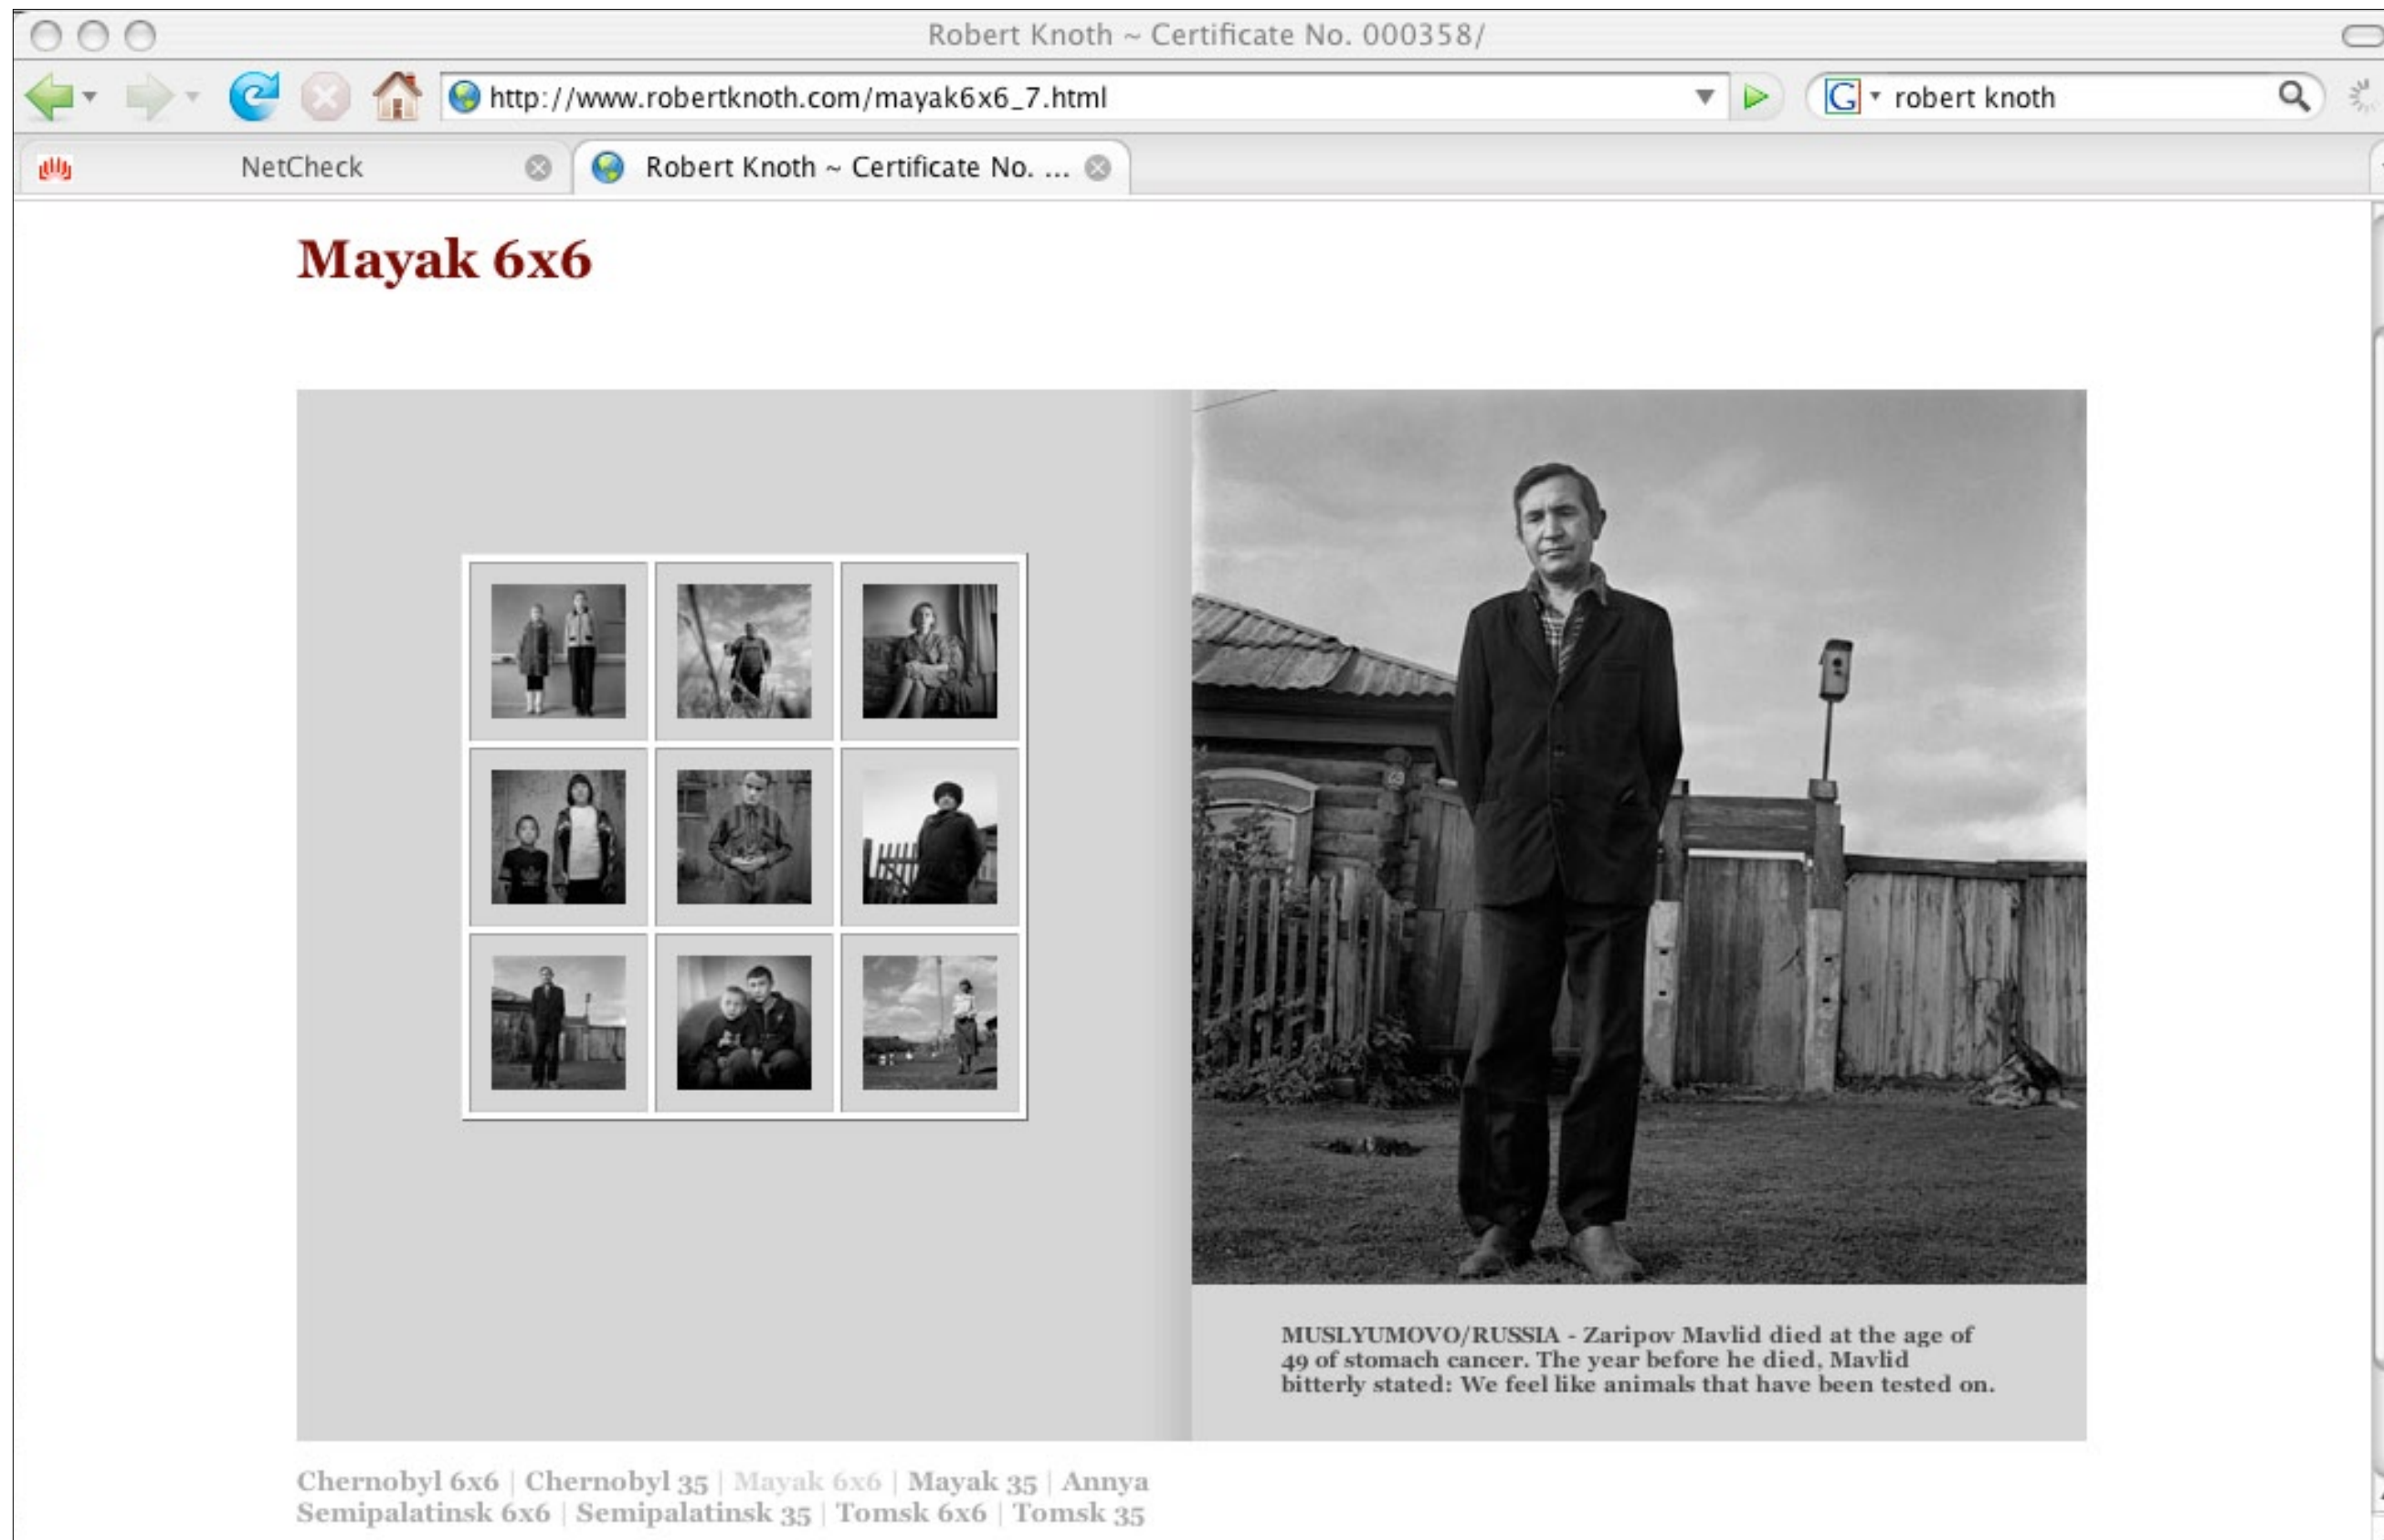 Robert Knoth ~ Certificate No. 000358/
http://www.robertknoth.com/mayak6x6_7.html
robert knoth
NetCheck
Robert Knoth ~ Certificate No. ...
Mayak 6x6
MUSLYUMOVO/RUSSIA - Zaripov Mavlid died at the age of
49 of stomach cancer. The year before he died, Mavlid
bitterly stated: We feel like animals that have been tested on.
Chernobyl 6x6 | Chernobyl 35 | Mayak 6x6 | Mayak 35 | Annya
Semipalatinsk 6x6 | Semipalatinsk 35 | Tomsk 6x6 | Tomsk 35